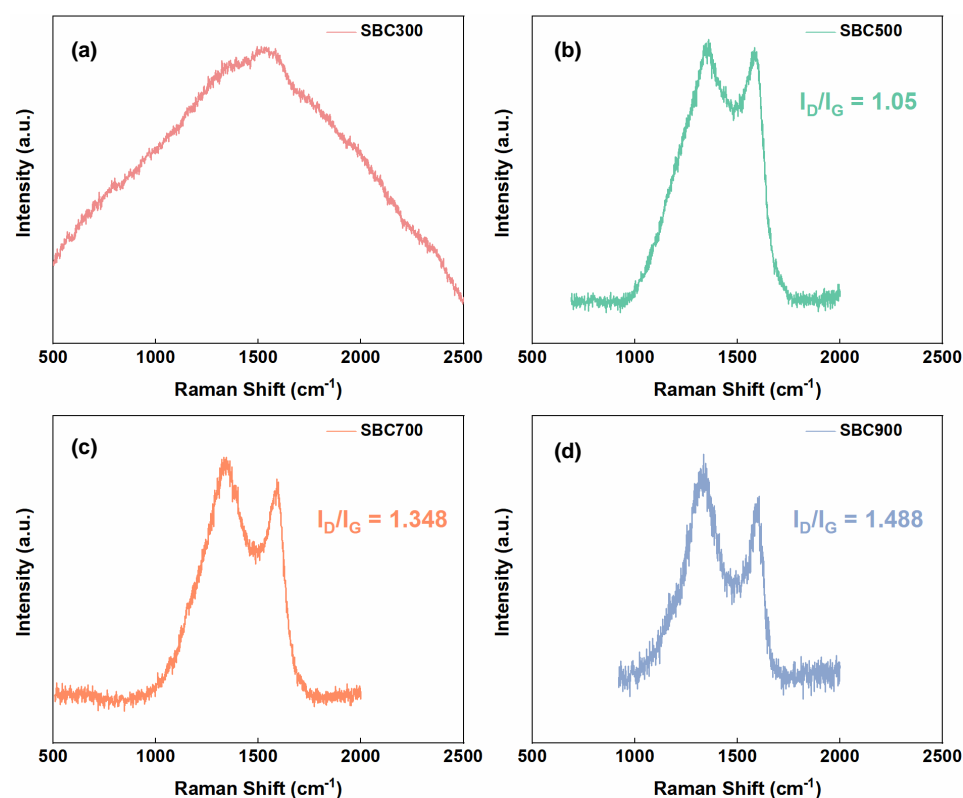 (a)
SBC300
Intensity (a.u.)
500 1000 1500 2000 2500
Raman Shift (cm-1)
(b)
SBC500
ID/IG = 1.05
Intensity (a.u.)
500 1000 1500 2000 2500
Raman Shift (cm-1)
(c)
SBC700
ID/IG = 1.348
Intensity (a.u.)
500 1000 1500 2000 2500
Raman Shift (cm-1)
(d)
SBC900
ID/IG = 1.488
Intensity (a.u.)
500 1000 1500 2000 2500
Raman Shift (cm-1)